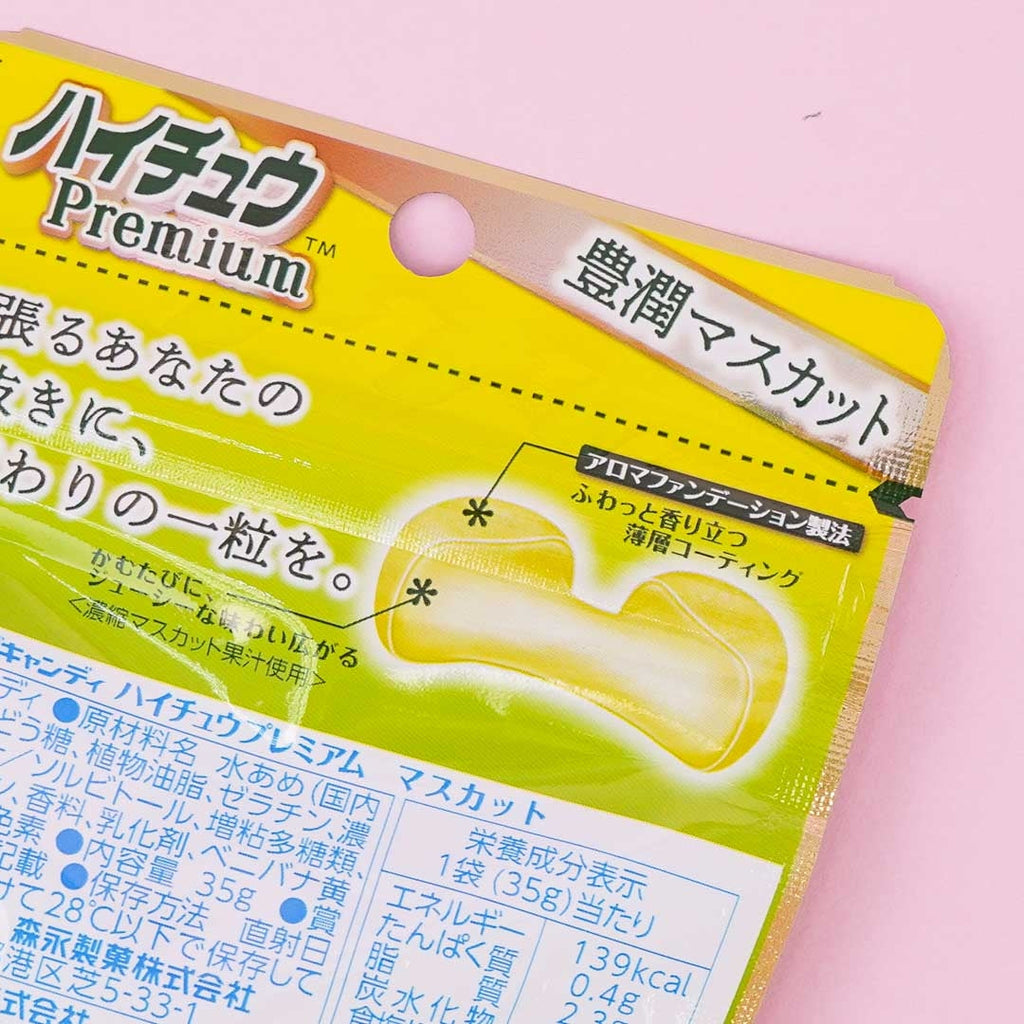 ハイチュウ
Premium
TM
豊潤マスカット
張るあなたの
抜きに、
わりの一粒を。
アロマファンデーション製法
ふわっと香り立つ
薄層コーティング
かむたびに、
ジューシーな味わい広がる
<濃縮マスカット果汁使用>
キャンディ ハイチュウプレミアム マスカット
ディ ●原材料名 水あめ(国内
どう糖、植物油脂、ゼラチン、濃
ソルビトール、増粘多糖類、
香料、乳化剤、ベニバナ黄
色素 ●内容量 35g ●賞
記載 ●保存方法 直射日
けて28℃以下で保存して
森永製菓株式会社
港区芝5-33-1
式会社
栄養成分表示
1袋(35g)当たり
エネルギー 139kcal
たんぱく質 0.4g
脂質
炭水化物